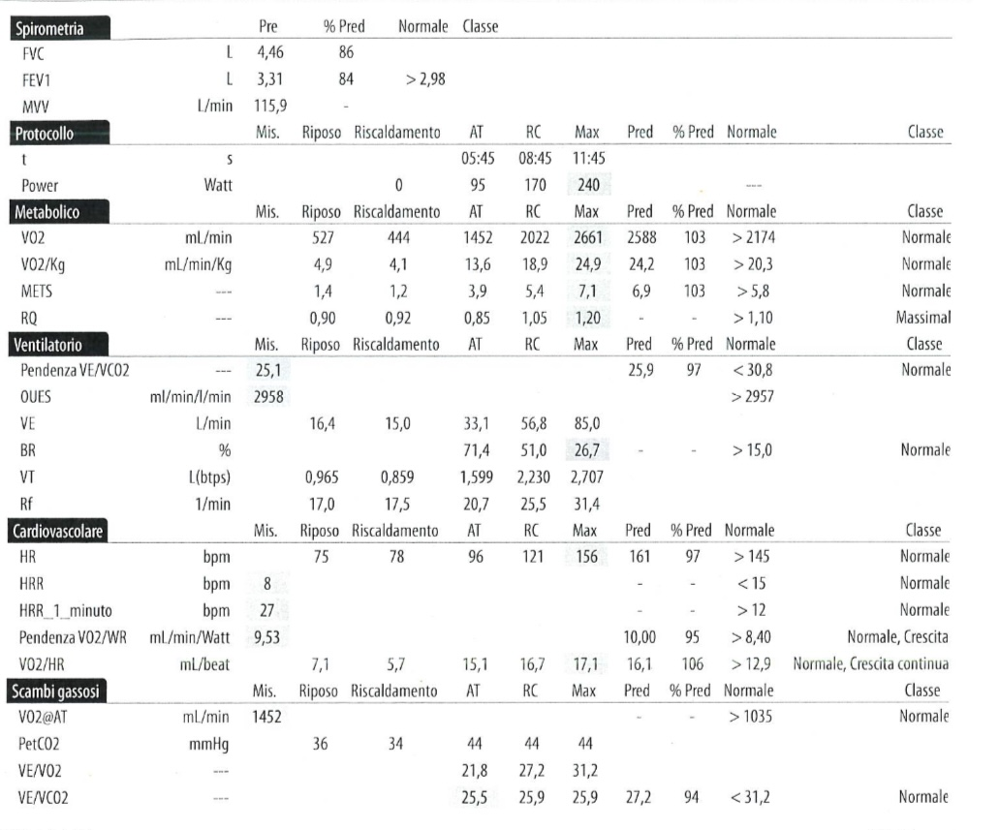 Spirometria Pre % Pred Normale Classe
FVC L 4,46 86
FEV1 L 3,31 84 > 2,98
MVV L/min 115,9 -
Protocollo Mis. Riposo Riscaldamento AT RC Max Pred % Pred Normale Classe
t s 05:45 08:45 11:45
Power Watt 0 95 170 240 ---
Metabolico Mis. Riposo Riscaldamento AT RC Max Pred % Pred Normale Classe
VO2 mL/min 527 444 1452 2022 2661 2588 103 > 2174 Normale
VO2/Kg mL/min/Kg 4,9 4,1 13,6 18,9 24,9 24,2 103 > 20,3 Normale
METS --- 1,4 1,2 3,9 5,4 7,1 6,9 103 > 5,8 Normale
RQ --- 0,90 0,92 0,85 1,05 1,20 - - > 1,10 Massimal
Ventilatorio Mis. Riposo Riscaldamento AT RC Max Pred % Pred Normale Classe
Pendenza VE/VCO2 --- 25,1 25,9 97 < 30,8 Normale
OUES ml/min/l/min 2958 > 2957
VE L/min 16,4 15,0 33,1 56,8 85,0
BR % 71,4 51,0 26,7 - - > 15,0 Normale
VT L(btps) 0,965 0,859 1,599 2,230 2,707
Rf 1/min 17,0 17,5 20,7 25,5 31,4
Cardiovascolare Mis. Riposo Riscaldamento AT RC Max Pred % Pred Normale Classe
HR bpm 75 78 96 121 156 161 97 > 145 Normale
HRR bpm 8 - - < 15 Normale
HRR_1_minuto bpm 27 - - > 12 Normale
Pendenza VO2/WR mL/min/Watt 9,53 10,00 95 > 8,40 Normale, Crescita
VO2/HR mL/beat 7,1 5,7 15,1 16,7 17,1 16,1 106 > 12,9 Normale, Crescita continua
Scambi gassosi Mis. Riposo Riscaldamento AT RC Max Pred % Pred Normale Classe
VO2@AT mL/min 1452 - - > 1035 Normale
PetCO2 mmHg 36 34 44 44 44
VE/VO2 --- 21,8 27,2 31,2
VE/VCO2 --- 25,5 25,9 25,9 27,2 94 < 31,2 Normale